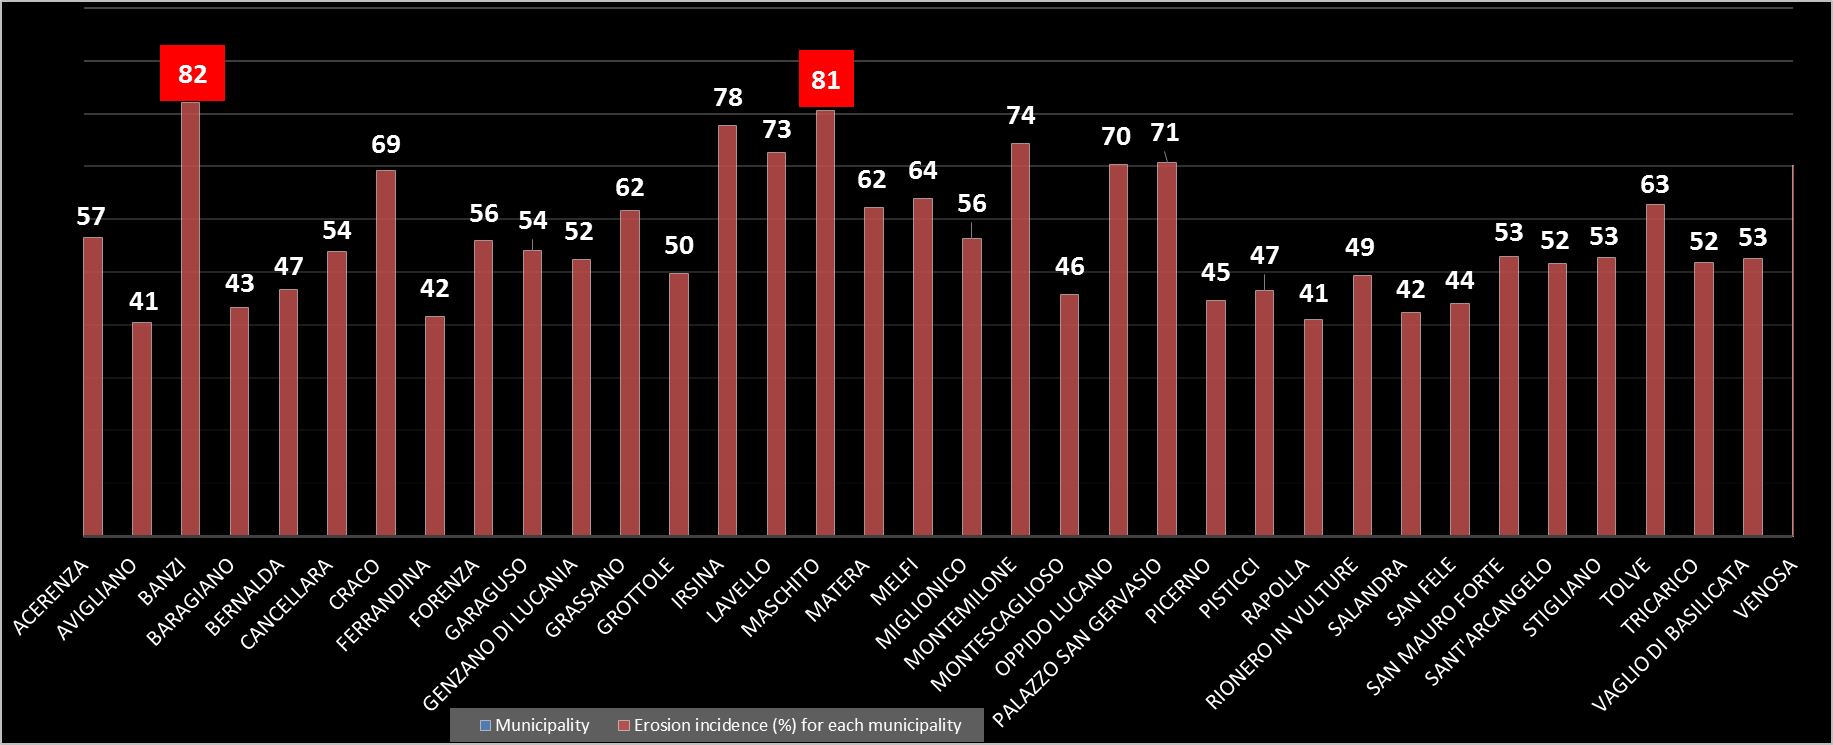 57
41
82
43
47
54
69
42
56
54
52
62
50
78
73
81
62
64
56
74
46
70
71
45
47
41
49
42
44
53
52
53
63
52
53
ACERENZA
AVIGLIANO
BANZI
BARAGIANO
BERNALDA
CANCELLARA
CRACO
FERRANDINA
FORENZA
GARAGUSO
GENZANO DI LUCANIA
GRASSANO
GROTTOLE
IRSINA
LAVELLO
MASCHITO
MATERA
MELFI
MIGLIONICO
MONTEMILONE
MONTESCAGLIOSO
OPPIDO LUCANO
PALAZZO SAN GERVASIO
PICERNO
PISTICCI
RAPOLLA
RIONERO IN VULTURE
SALANDRA
SAN FELE
SAN MAURO FORTE
SANT'ARCANGELO
STIGLIANO
TOLVE
TRICARICO
VAGLIO DI BASILICATA
VENOSA
Municipality
Erosion incidence (%) for each municipality